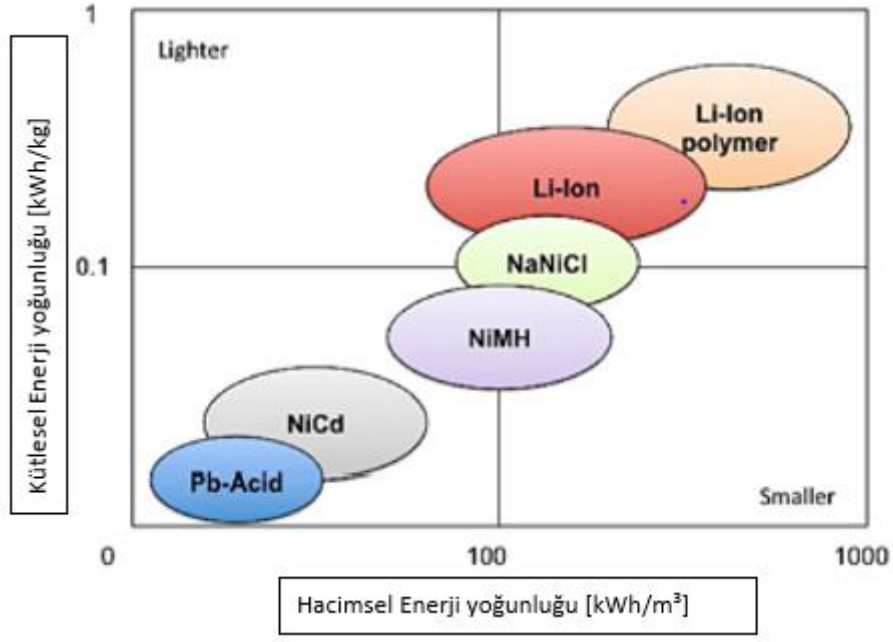 1
Lighter
Li-Ion
polymer
Li-Ion
Kütlesel Enerji yoğunluğu [kWh/kg]
0.1
NaNiCl
NiMH
NiCd
Pb-Acid
Smaller
0
100
1000
Hacimsel Enerji yoğunluğu [kWh/m³]